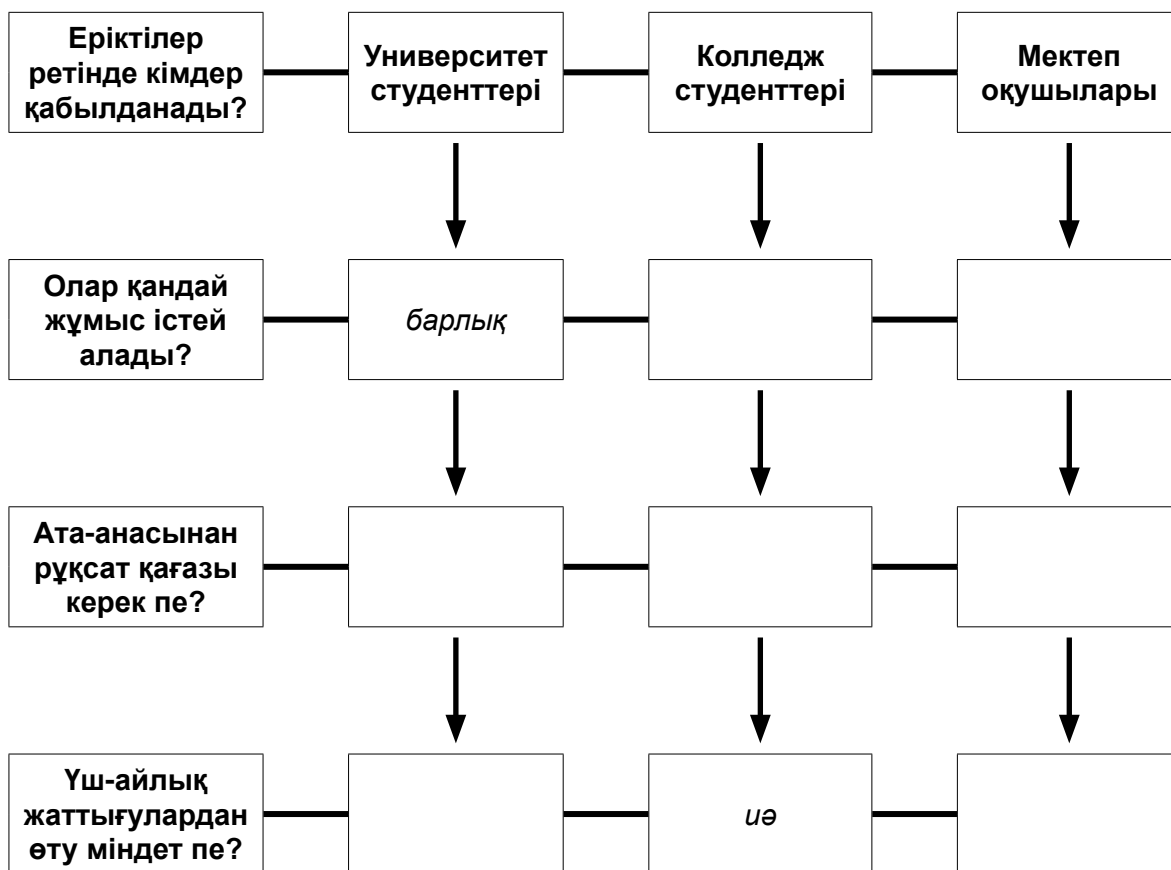 Еріктілер
ретінде кімдер
қабылданады?
Университет
студенттері
Колледж
студенттері
Мектеп
оқушылары
Олар қандай
жұмыс істей
алады?
барлық
Ата-анасынан
рұқсат қағазы
керек пе?
Үш-айлық
жаттығулардан
өту міндет пе?
иә